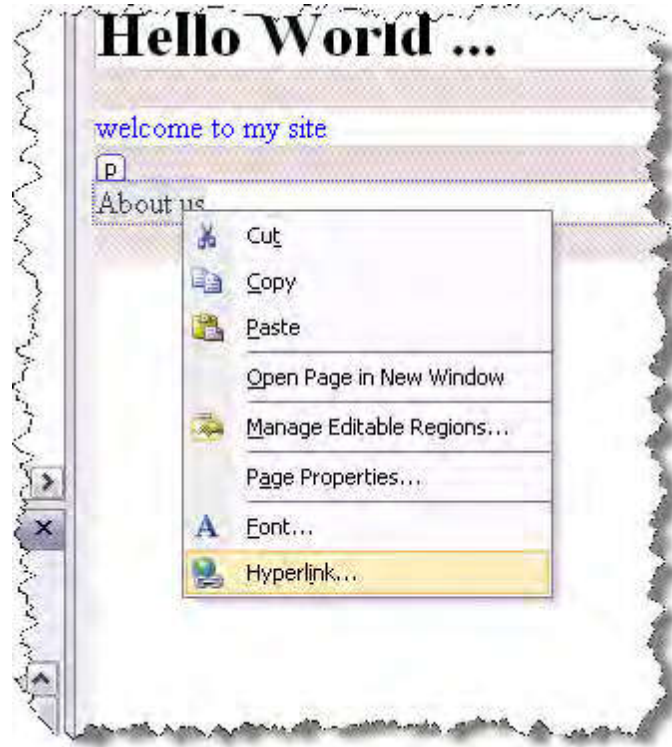 Hello World ...
welcome to my site
p
About us
Cut
Copy
Paste
Open Page in New Window
Manage Editable Regions...
Page Properties...
Font...
Hyperlink...